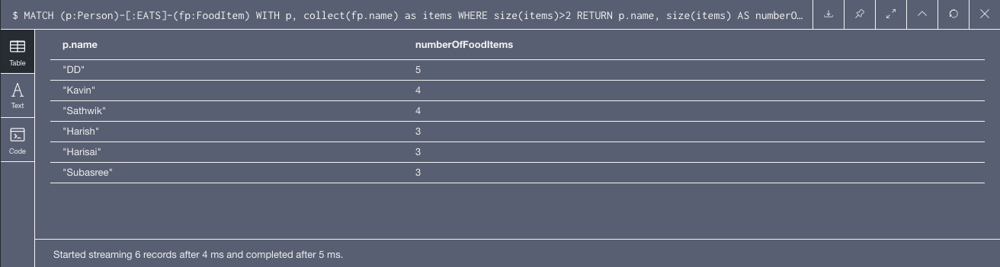 $ MATCH (p:Person)-[:EATS]-(fp:FoodItem) WITH p, collect(fp.name) as items WHERE size(items)>2 RETURN p.name, size(items) AS numberO…
Table
Text
Code
p.name numberOfFoodItems
"DD" 5
"Kavin" 4
"Sathwik" 4
"Harish" 3
"Harisai" 3
"Subasree" 3
Started streaming 6 records after 4 ms and completed after 5 ms.